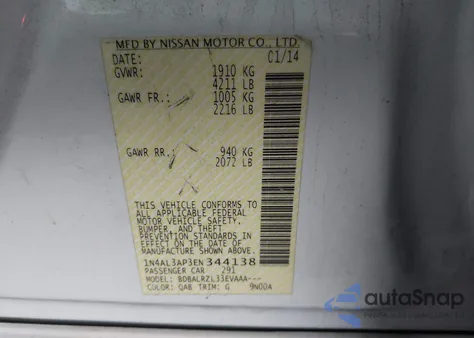 MFD BY NISSAN MOTOR CO., LTD.
DATE: 01/14
GVWR: 1910 KG
4211 LB
GAWR FR.: 1005 KG
2216 LB
GAWR RR.: 940 KG
2072 LB
THIS VEHICLE CONFORMS TO
ALL APPLICABLE FEDERAL
MOTOR VEHICLE SAFETY,
BUMPER, AND THEFT
PREVENTION STANDARDS IN
EFFECT ON THE DATE OF
MANUFACTURE SHOWN ABOVE.
1N4AL3AP3EN344138
PASSENGER CAR 291
MODEL: BDBALRZL33EVAAA---
COLOR: QAB TRIM: G 9N00A
autoSnap